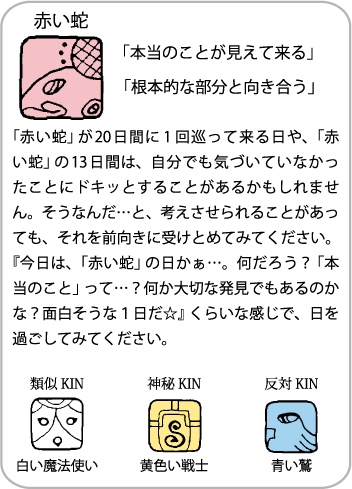 赤い蛇
「本当のことが見えて来る」
「根本的な部分と向き合う」
「赤い蛇」が20日間に１回巡って来る日や、「赤
い蛇」の13日間は、自分でも気づいていなかっ
たことにドキッとすることがあるかもしれませ
ん。そうなんだ…と、考えさせられることがあっ
ても、それを前向きに受けとめてみてください。
『今日は、「赤い蛇」の日かぁ…。何だろう？「本
当のこと」って…？何か大切な発見でもあるのか
な？面白そうな１日だ☆』くらいな感じで、日を
過ごしてみてください。
類似 KIN
神秘 KIN
反対 KIN
白い魔法使い
黄色い戦士
青い鷲